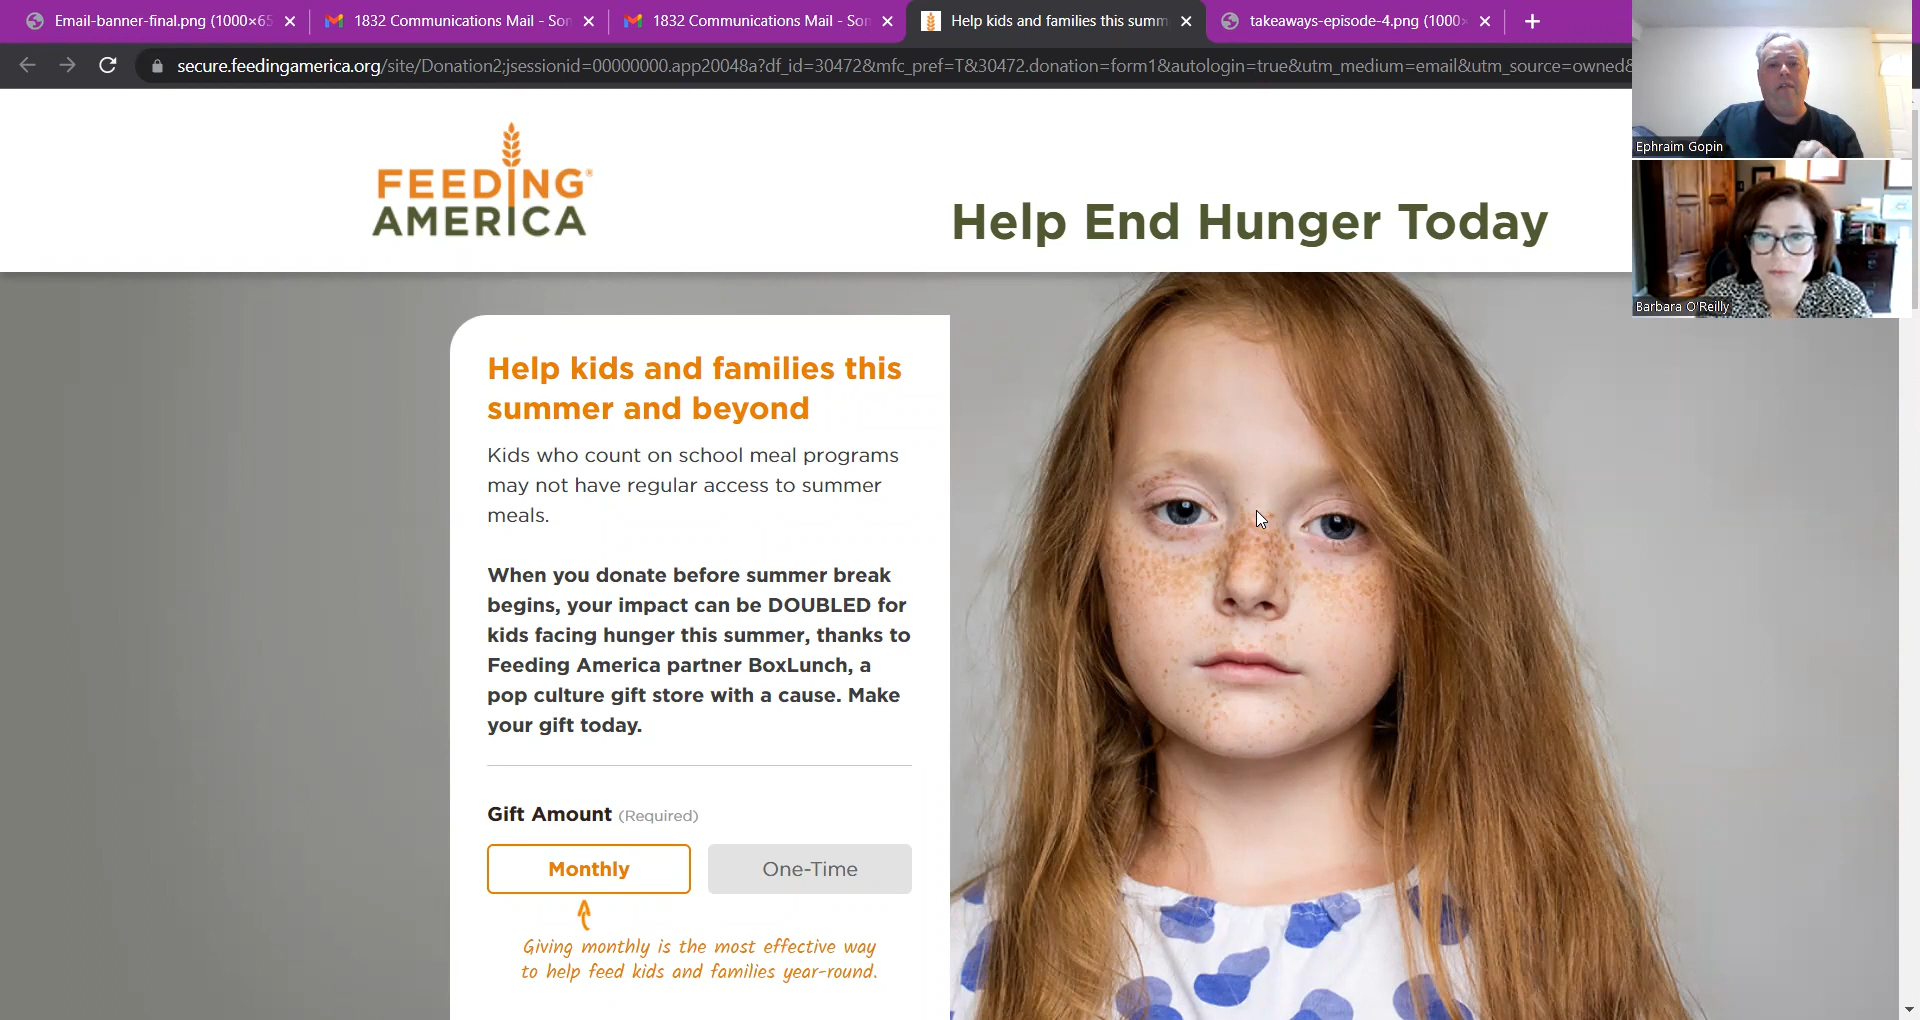 Email-banner-final.png (1000×65
1832 Communications Mail - Son
1832 Communications Mail - Son
Help kids and families this summ
takeaways-episode-4.png (1000×
secure.feedingamerica.org/site/Donation2;jsessionid=00000000.app20048a?df_id=30472&mfc_pref=T&30472.donation=form1&autologin=true&utm_medium=email&utm_source=owned&
Ephraim Gopin
Barbara O'Reilly
FEEDING®
AMERICA
Help End Hunger Today
Help kids and families this
summer and beyond
Kids who count on school meal programs
may not have regular access to summer
meals.
When you donate before summer break
begins, your impact can be DOUBLED for
kids facing hunger this summer, thanks to
Feeding America partner BoxLunch, a
pop culture gift store with a cause. Make
your gift today.
Gift Amount (Required)
Monthly
One-Time
Giving monthly is the most effective way
to help feed kids and families year-round.